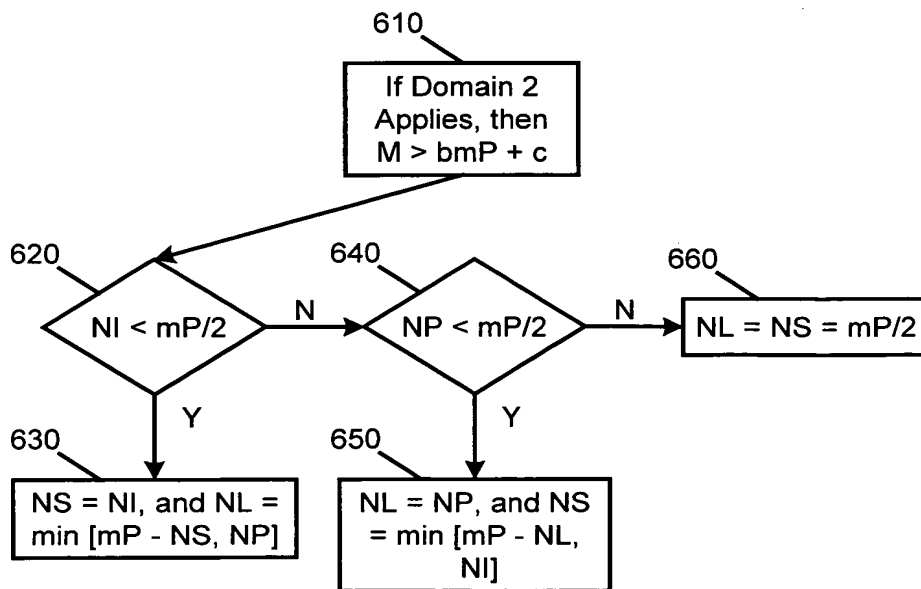 610
If Domain 2
Applies, then
M > bmP + c
620
640
660
NI < mP/2
N
NP < mP/2
N
NL = NS = mP/2
Y
Y
630
650
NS = NI, and NL =
min [mP - NS, NP]
NL = NP, and NS
= min [mP - NL,
NI]